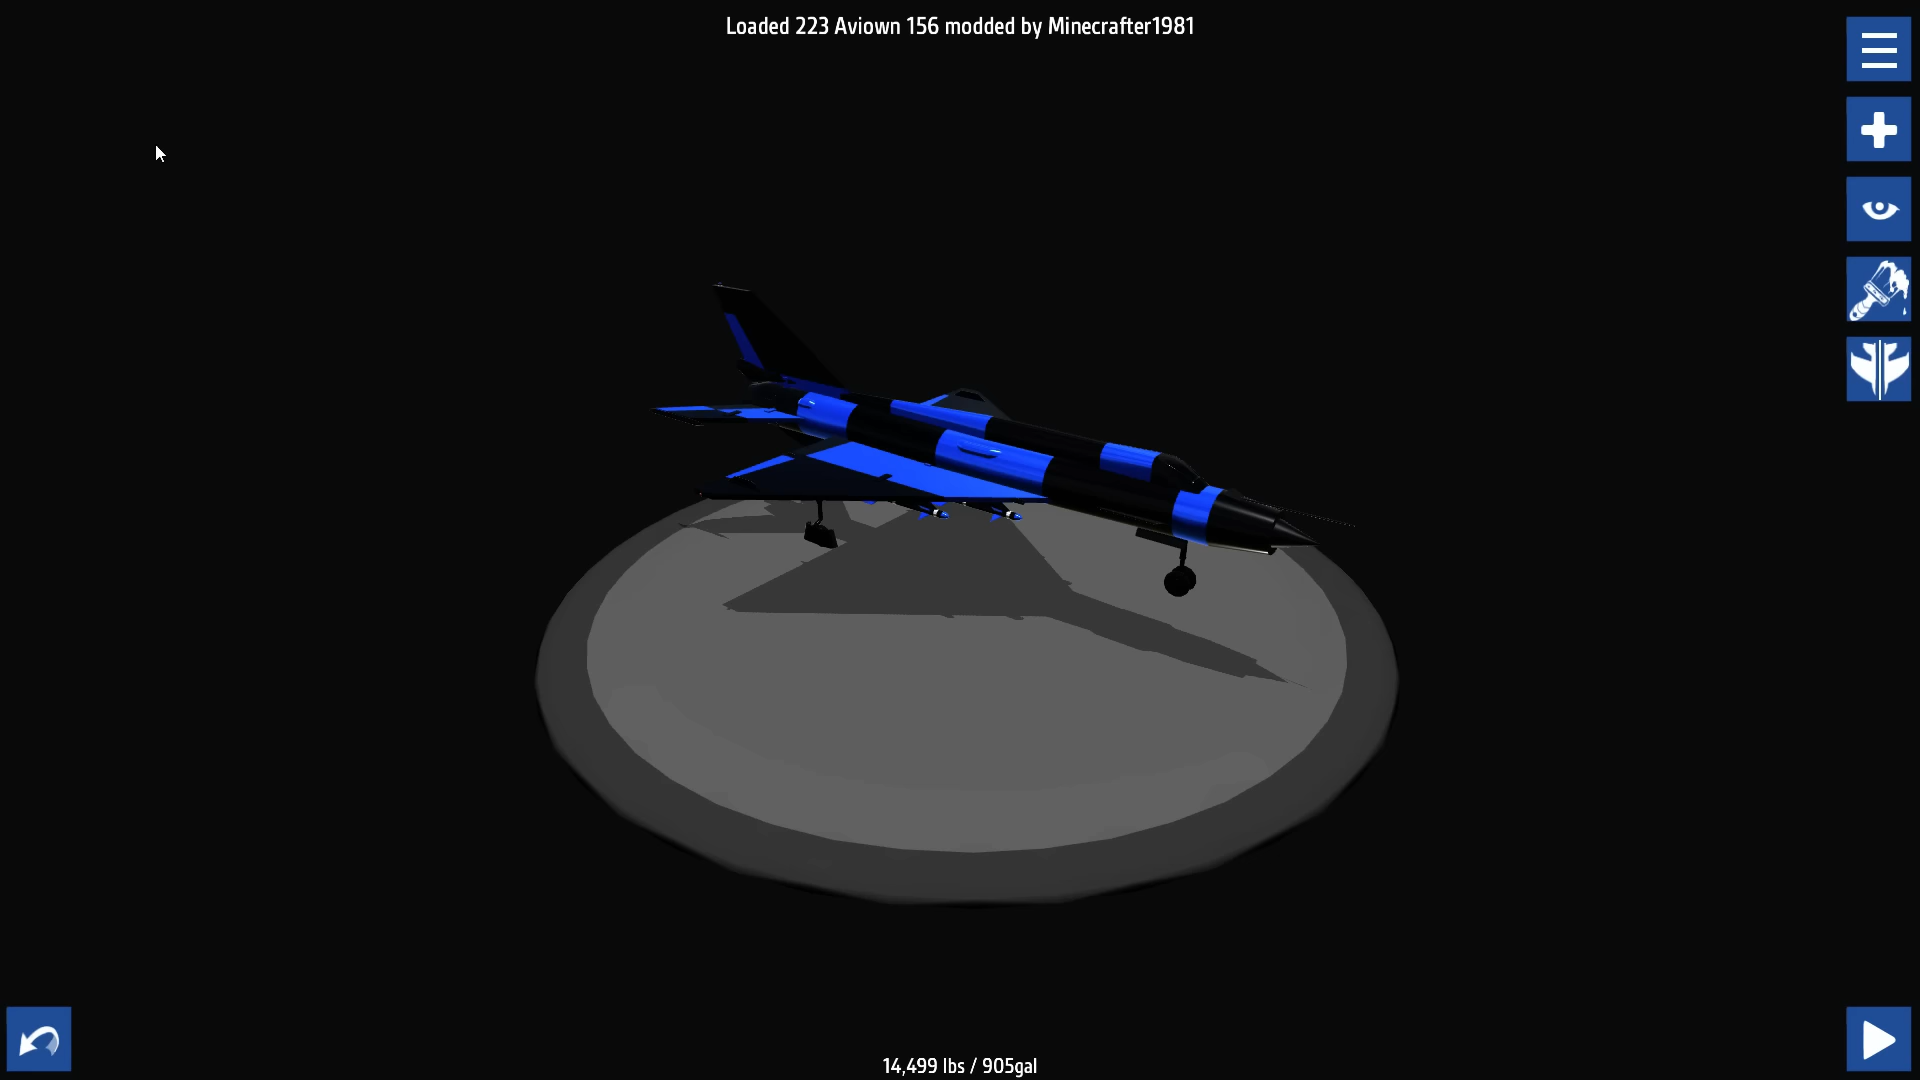 Loaded 223 Aviown 156 modded by Minecrafter1981
14,499 lbs / 905gal